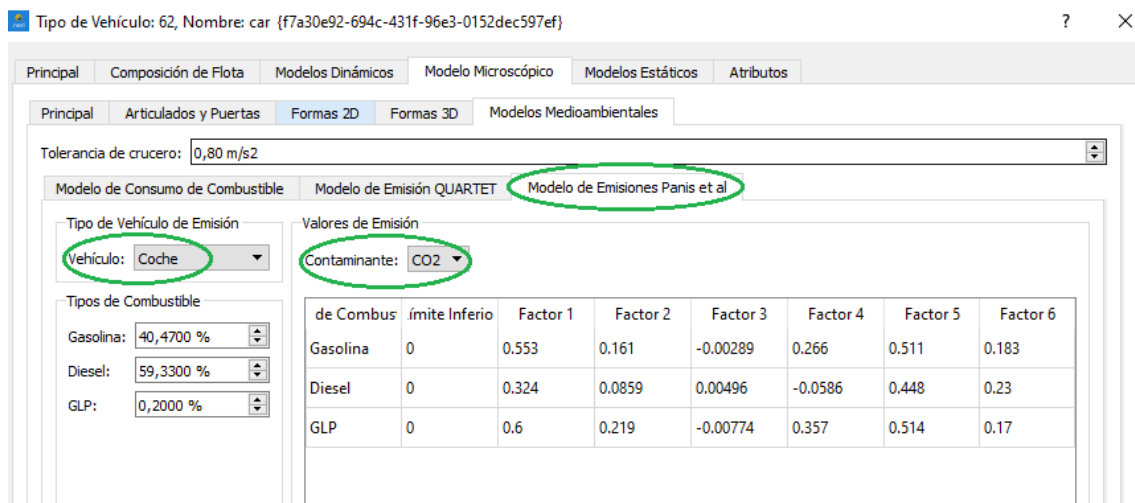 Tipo de Vehículo: 62, Nombre: car {f7a30e92-694c-431f-96e3-0152dec597ef}
? ×
Principal Composición de Flota Modelos Dinámicos Modelo Microscópico Modelos Estáticos Atributos
Principal Articulados y Puertas Formas 2D Formas 3D Modelos Medioambientales
Tolerancia de crucero: 0,80 m/s2
Modelo de Consumo de Combustible Modelo de Emisión QUARTET Modelo de Emisiones Panis et al
Tipo de Vehículo de Emisión
Vehículo: Coche
Tipos de Combustible
Gasolina: 40,4700 %
Diesel: 59,3300 %
GLP: 0,2000 %
Valores de Emisión
Contaminante: CO2
de Combus ímite Inferio Factor 1 Factor 2 Factor 3 Factor 4 Factor 5 Factor 6
Gasolina 0 0.553 0.161 -0.00289 0.266 0.511 0.183
Diesel 0 0.324 0.0859 0.00496 -0.0586 0.448 0.23
GLP 0 0.6 0.219 -0.00774 0.357 0.514 0.17